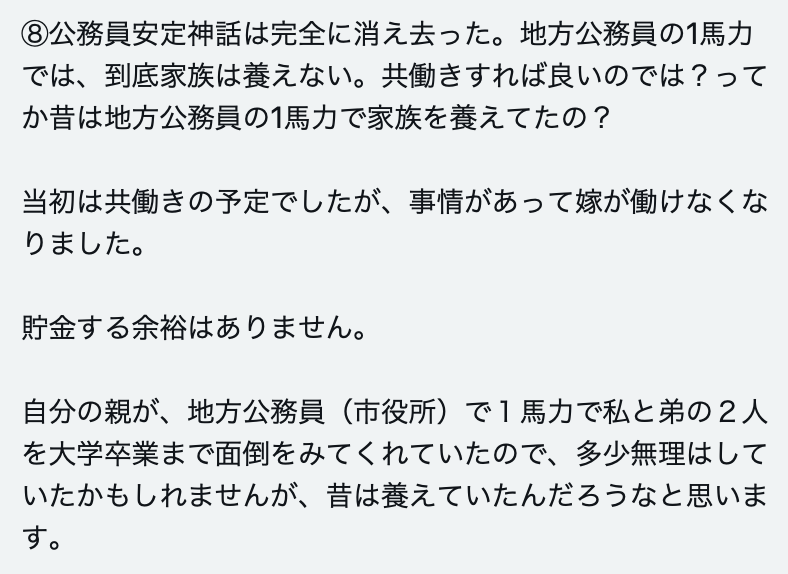 ⑧公務員安定神話は完全に消え去った。地方公務員の1馬力
では、到底家族は養えない。共働きすれば良いのでは？って
か昔は地方公務員の1馬力で家族を養えてたの？
当初は共働きの予定でしたが、事情があって嫁が働けなくな
りました。
貯金する余裕はありません。
自分の親が、地方公務員（市役所）で１馬力で私と弟の２人
を大学卒業まで面倒をみてくれていたので、多少無理はして
いたかもしれませんが、昔は養えていたんだろうなと思いま
す。